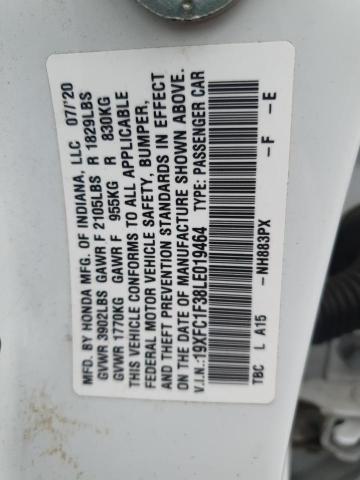 MFD. BY HONDA MFG. OF INDIANA, LLC 07/'20
GVWR 3902LBS GAWR F 2105LBS R 1829LBS
GVWR 1770KG GAWR F 955KG R 830KG
THIS VEHICLE CONFORMS TO ALL APPLICABLE
FEDERAL MOTOR VEHICLE SAFETY, BUMPER,
AND THEFT PREVENTION STANDARDS IN EFFECT
ON THE DATE OF MANUFACTURE SHOWN ABOVE.
V.I.N.:19XFC1F38LE019464 TYPE: PASSENGER CAR
TBC L A15 -NH883PX -F -E